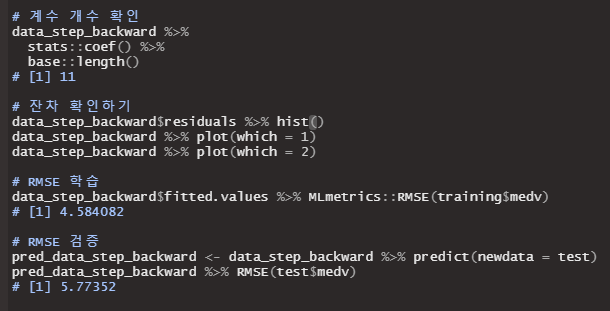 # 계수 개수 확인
data_step_backward %>%
  stats::coef() %>%
  base::length()
# [1] 11

# 잔차 확인하기
data_step_backward$residuals %>% hist()
data_step_backward %>% plot(which = 1)
data_step_backward %>% plot(which = 2)

# RMSE 학습
data_step_backward$fitted.values %>% MLmetrics::RMSE(training$medv)
# [1] 4.584082

# RMSE 검증
pred_data_step_backward <- data_step_backward %>% predict(newdata = test)
pred_data_step_backward %>% RMSE(test$medv)
# [1] 5.77352